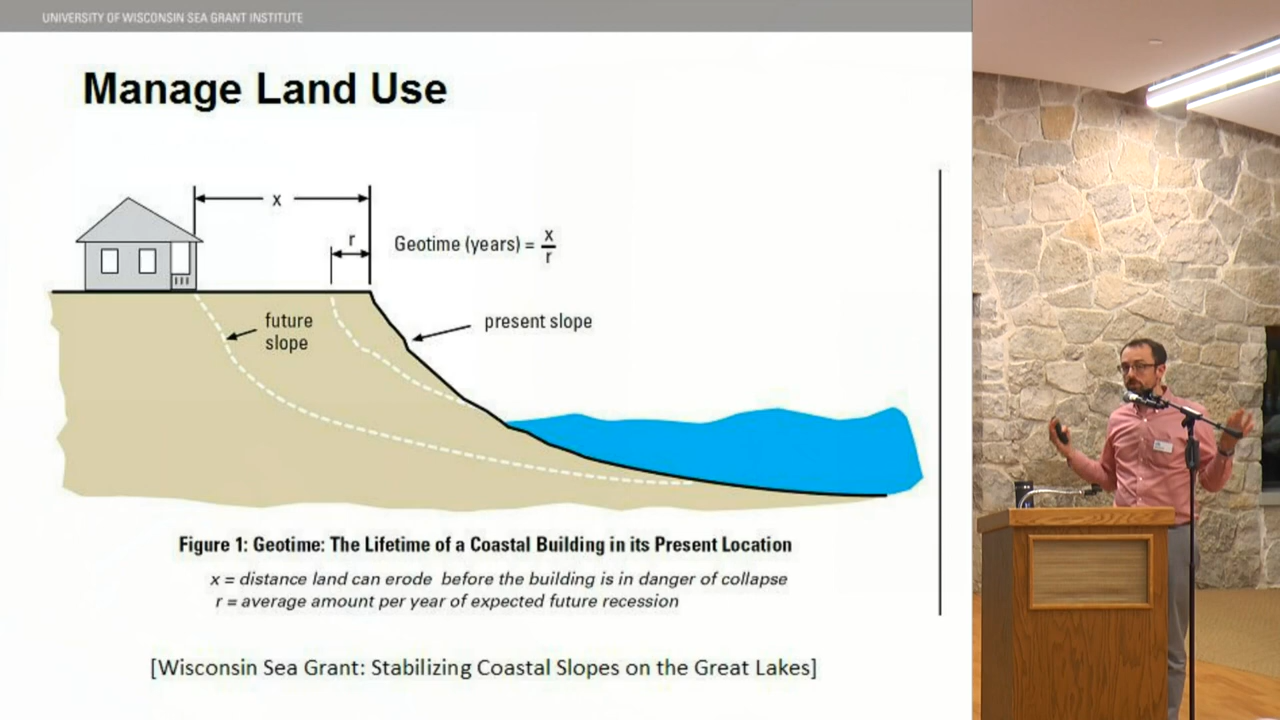 UNIVERSITY OF WISCONSIN SEA GRANT INSTITUTE
Manage Land Use
x
r
Geotime (years) = x
r
future
slope
present slope
Figure 1: Geotime: The Lifetime of a Coastal Building in its Present Location
x = distance land can erode before the building is in danger of collapse
r = average amount per year of expected future recession
[Wisconsin Sea Grant: Stabilizing Coastal Slopes on the Great Lakes]